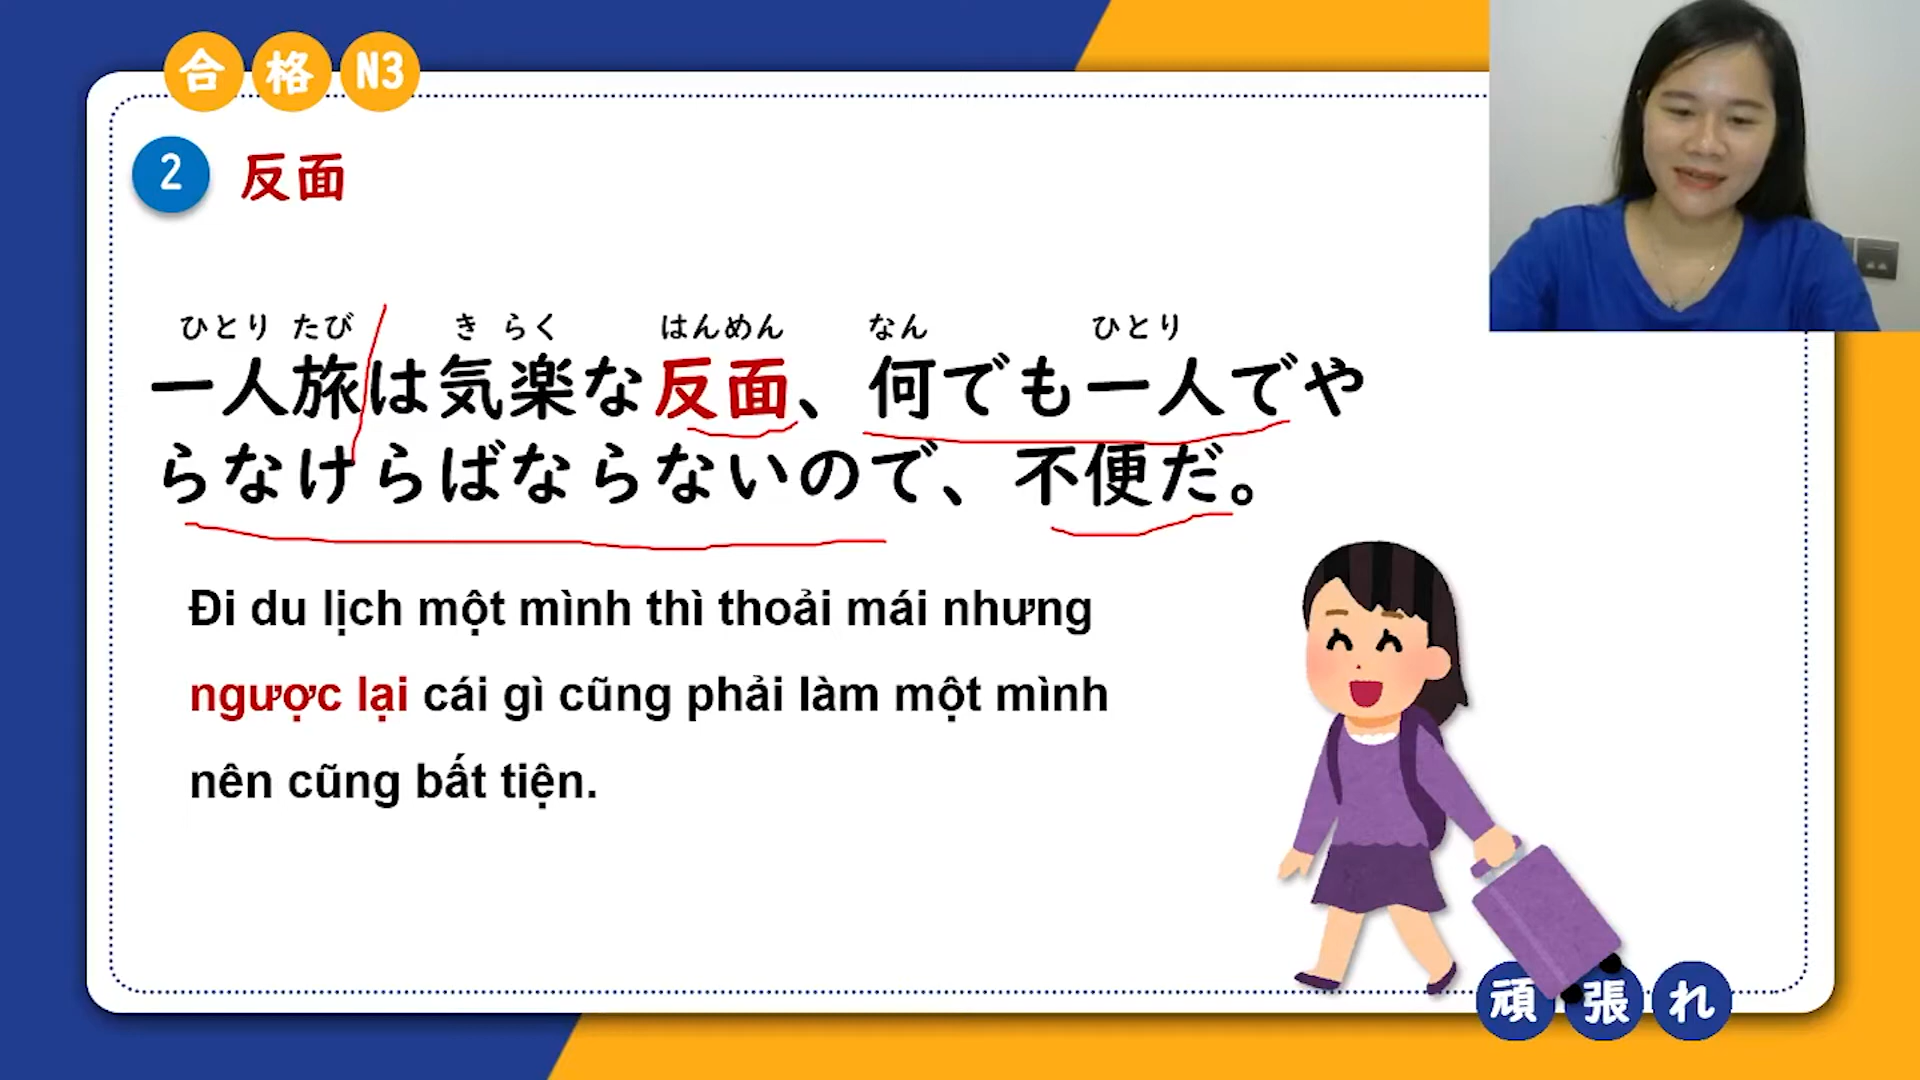 合格N3
2 反面
ひとり たび き らく はんめん なん ひとり
一人旅は気楽な反面、何でも一人でや
らなけらばならないので、不便だ。
Đi du lịch một mình thì thoải mái nhưng
ngược lại cái gì cũng phải làm một mình
nên cũng bất tiện.
頑張れ